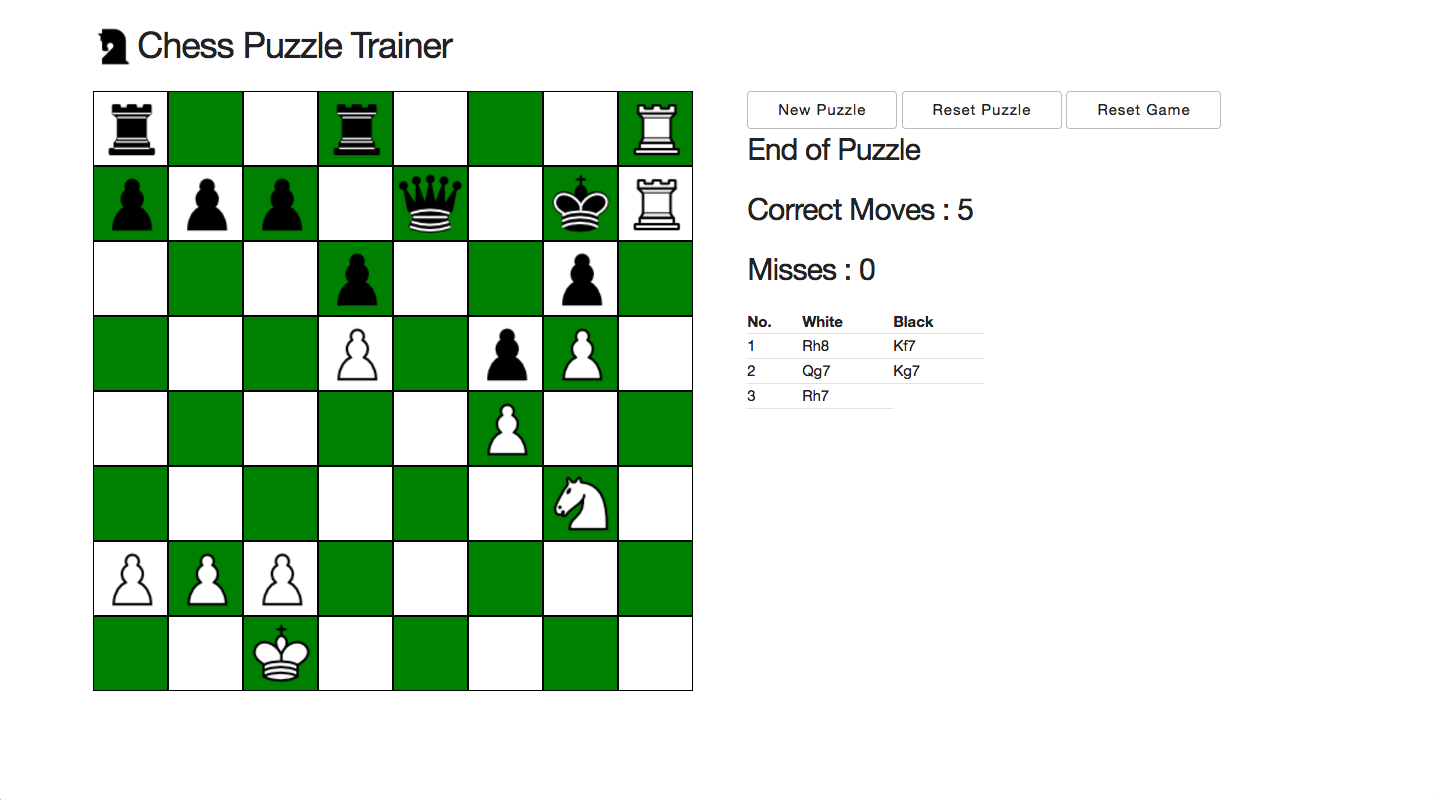 Chess Puzzle Trainer
New Puzzle Reset Puzzle Reset Game
End of Puzzle
Correct Moves : 5
Misses : 0
No. White Black
1 Rh8 Kf7
2 Qg7 Kg7
3 Rh7